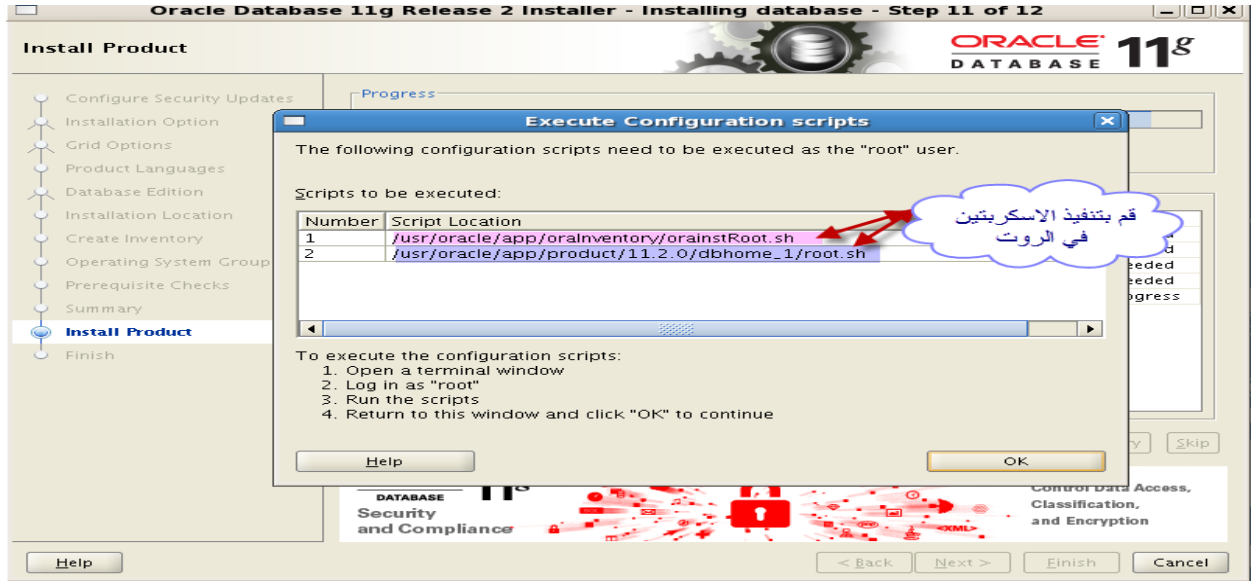 Oracle Database 11g Release 2 Installer - Installing database - Step 11 of 12
Install Product
ORACLE
DATABASE
11g
Configure Security Updates
Installation Option
Grid Options
Product Languages
Database Edition
Installation Location
Create Inventory
Operating System Group
Prerequisite Checks
Summary
Install Product
Finish
Progress
Execute Configuration scripts
The following configuration scripts need to be executed as the "root" user.
Scripts to be executed:
Number Script Location
1 /usr/oracle/app/oraInventory/orainstRoot.sh
2 /usr/oracle/app/product/11.2.0/dbhome_1/root.sh
قم بتنفيذ الاسكربتين
في الروت
To execute the configuration scripts:
1. Open a terminal window
2. Log in as "root"
3. Run the scripts
4. Return to this window and click "OK" to continue
Help
OK
Skip
DATABASE
Security
and Compliance
<XML>
Control Data Access,
Classification,
and Encryption
Help
< Back
Next >
Finish
Cancel